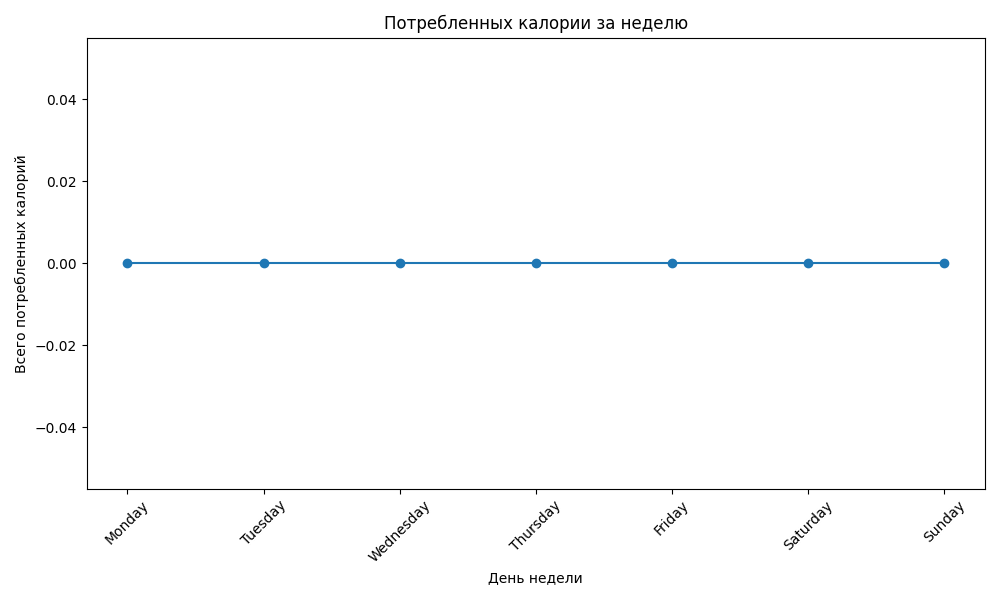 Потребленных калории за неделю
Всего потребленных калорий
0.04
0.02
0.00
−0.02
−0.04
Monday
Tuesday
Wednesday
Thursday
Friday
Saturday
Sunday
День недели